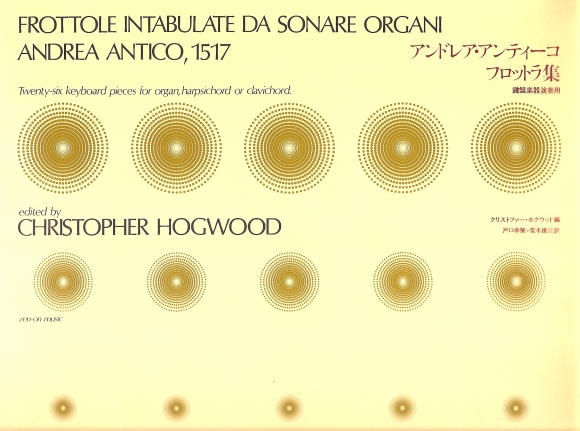 FROTTOLE INTABULATE DA SONARE ORGANI
ANDREA ANTICO, 1517
アンドレア・アンティーコ
フロットラ集
鍵盤楽器演奏用
Twenty-six keyboard pieces for organ, harpsichord or clavichord.
edited by
CHRISTOPHER HOGWOOD
クリストファー・ホグウッド編
戸口幸策・荒木雄三訳
zen-on music